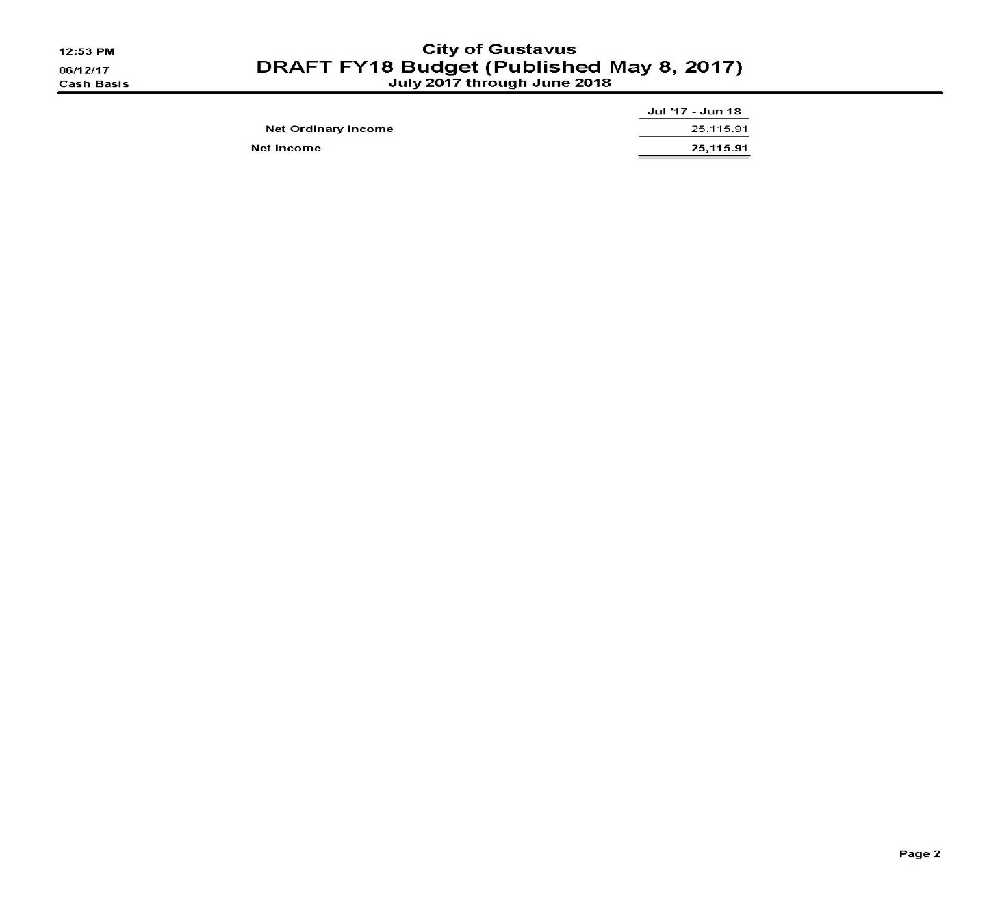 12:53 PM
06/12/17
Cash Basis
City of Gustavus
DRAFT FY18 Budget (Published May 8, 2017)
July 2017 through June 2018
Jul '17 - Jun 18
Net Ordinary Income 25,115.91
Net Income 25,115.91
Page 2